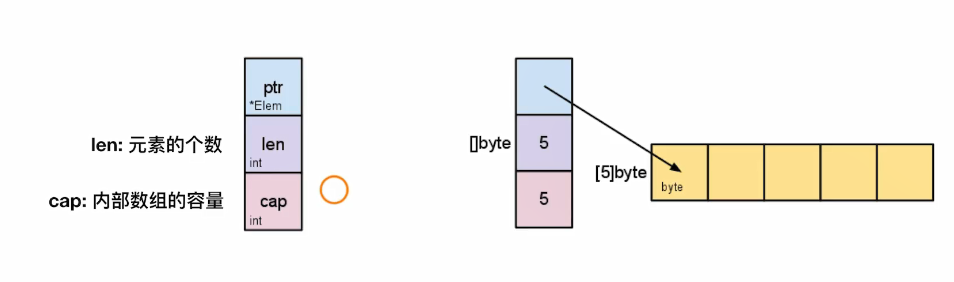 ptr
*Elem
len: 元素的个数
len
int
cap: 内部数组的容量
cap
int
[]byte
5
5
[5]byte
byte